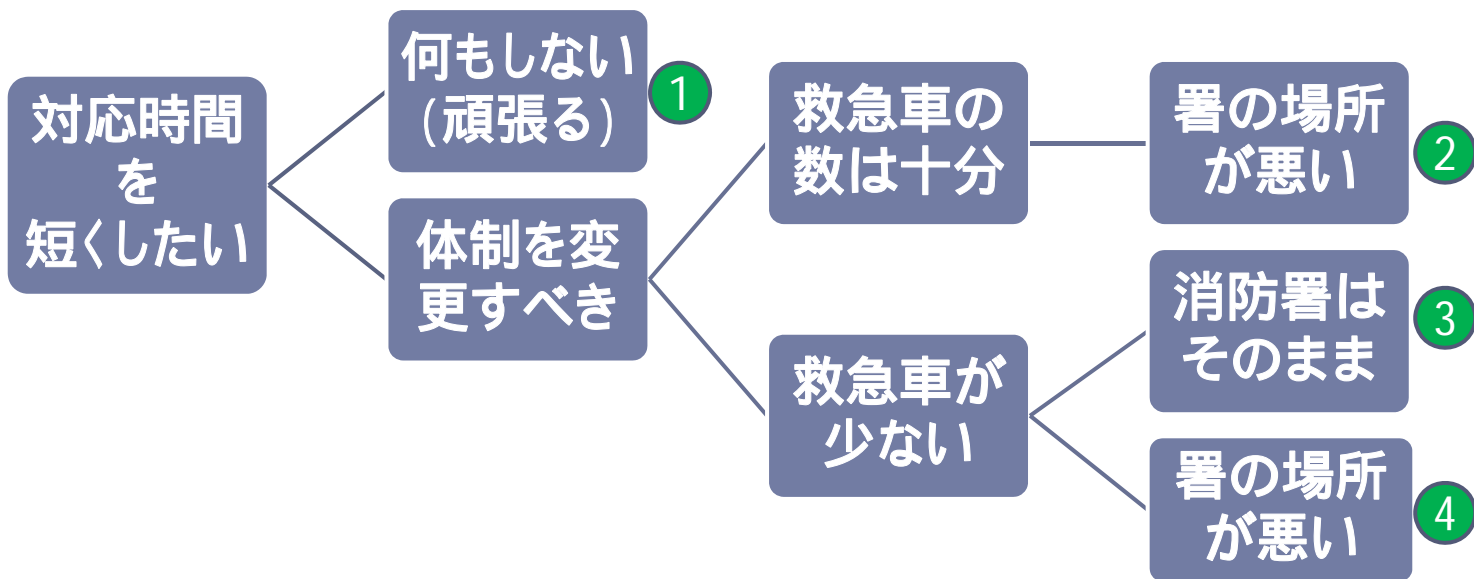 対応時間
を
短くしたい
何もしない
(頑張る)
1
体制を変
更すべき
救急車の
数は十分
救急車が
少ない
署の場所
が悪い
2
消防署は
そのまま
3
署の場所
が悪い
4